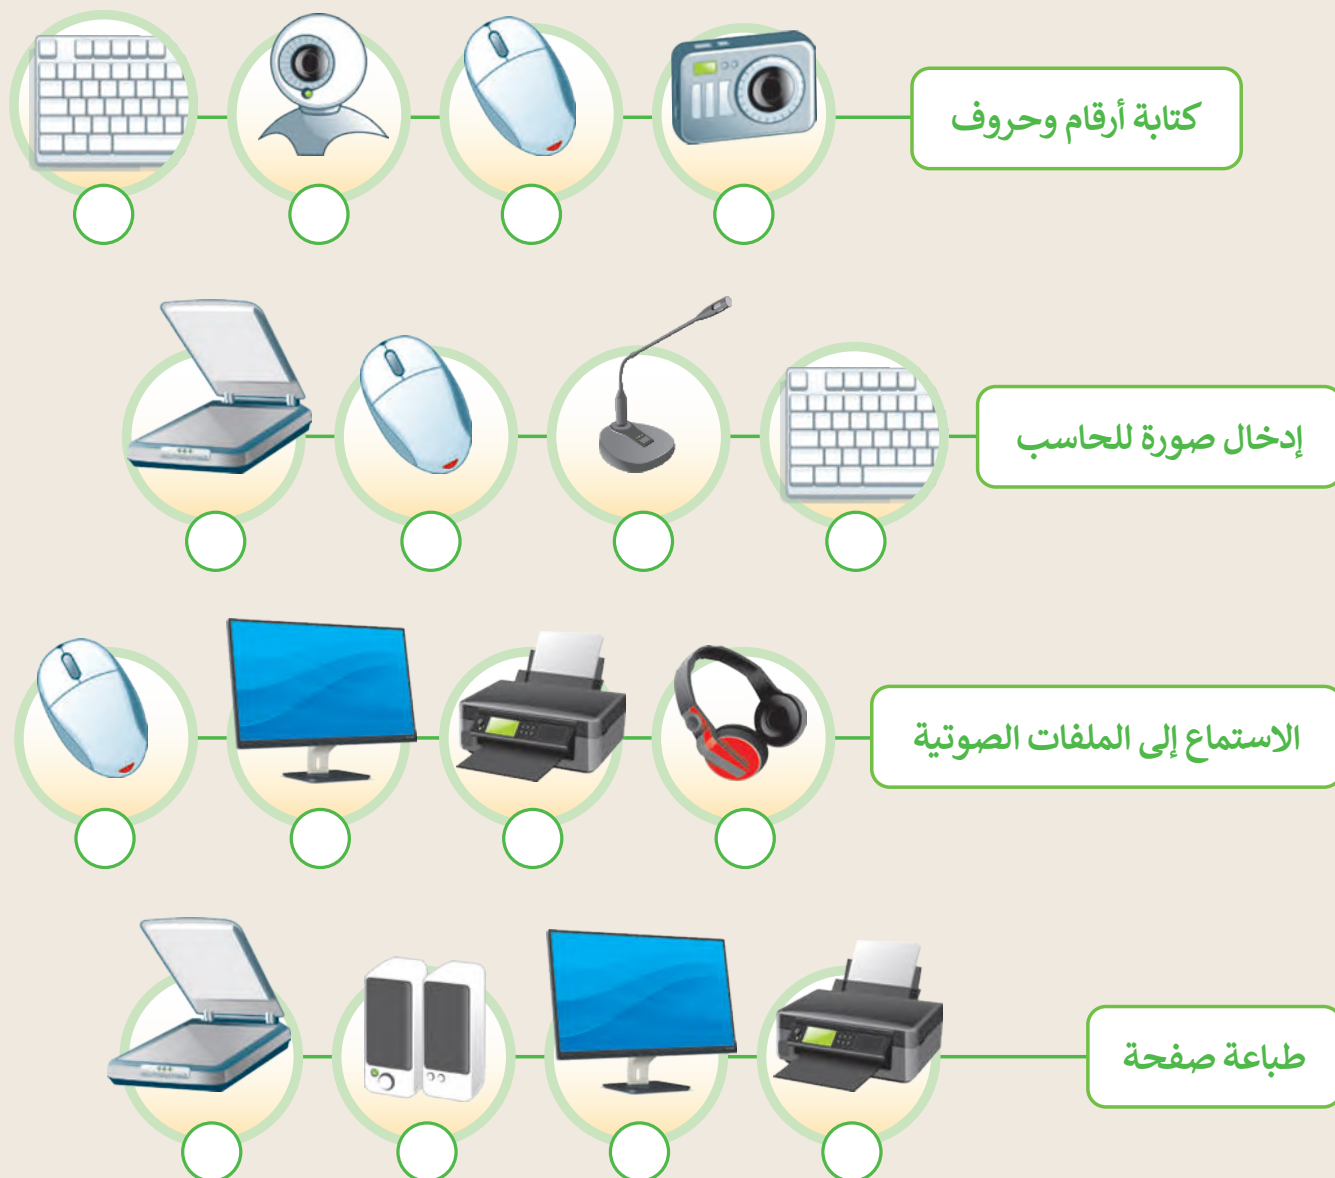 كتابة أرقام وحروف
إدخال صورة للحاسب
الاستماع إلى الملفات الصوتية
طباعة صفحة